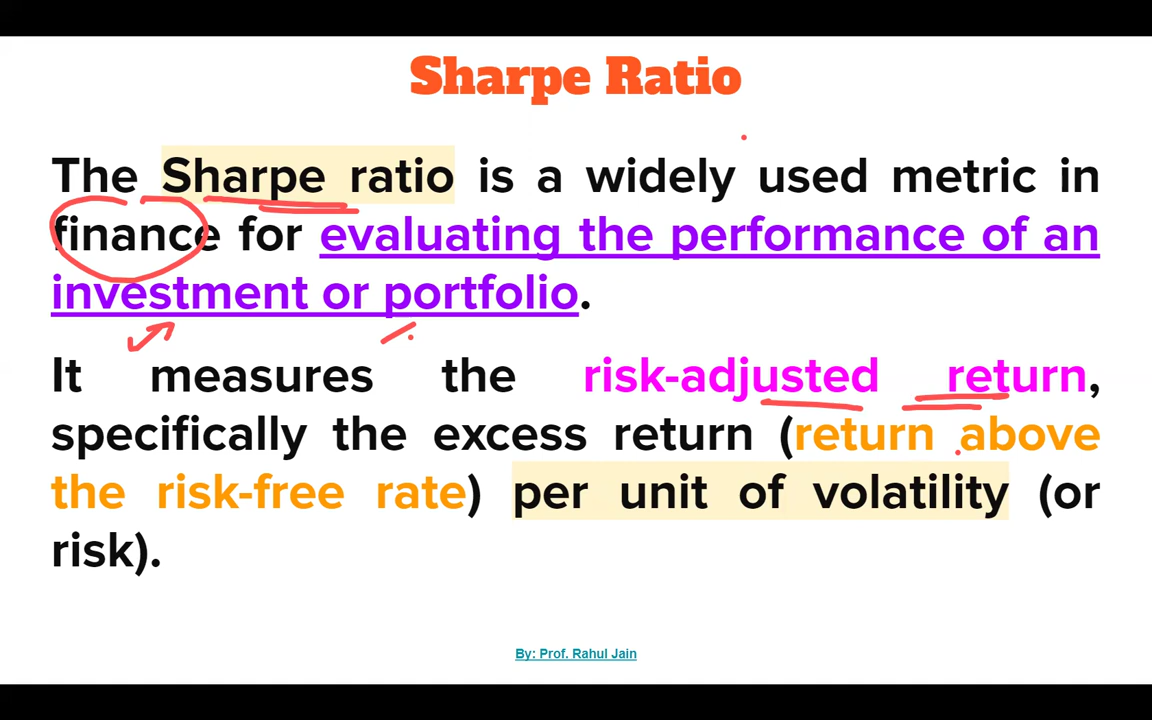 Sharpe Ratio
The Sharpe ratio is a widely used metric in
finance for evaluating the performance of an
investment or portfolio.
It measures the risk-adjusted return,
specifically the excess return (return above
the risk-free rate) per unit of volatility (or
risk).
By: Prof. Rahul Jain